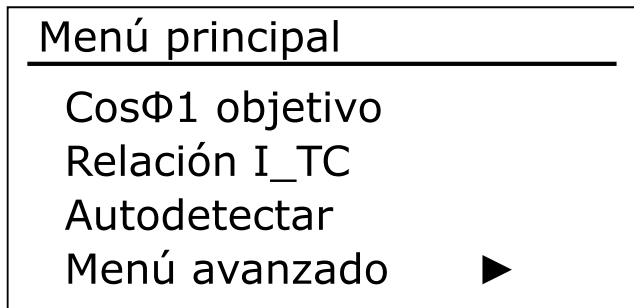 Menú principal
CosΦ1 objetivo
Relación I_TC
Autodetectar
Menú avanzado ►